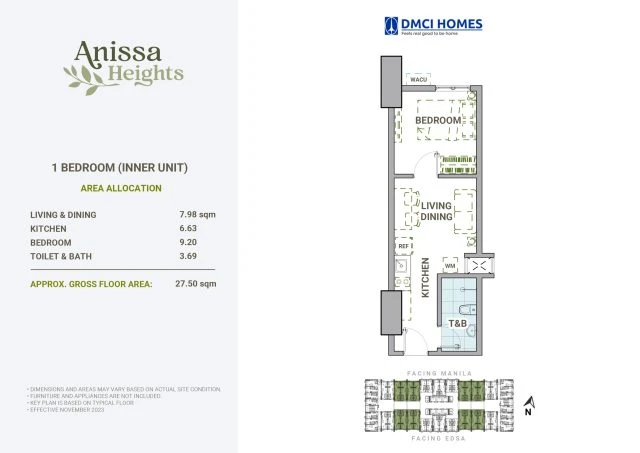 DMCI HOMES
Feels real good to be home
Anissa
Heights
1 BEDROOM (INNER UNIT)
AREA ALLOCATION
LIVING & DINING 7.98 sqm
KITCHEN 6.63
BEDROOM 9.20
TOILET & BATH 3.69
APPROX. GROSS FLOOR AREA: 27.50 sqm
• DIMENSIONS AND AREAS MAY VARY BASED ON ACTUAL SITE CONDITION.
• FURNITURE AND APPLIANCES ARE NOT INCLUDED
• KEY PLAN IS BASED ON TYPICAL FLOOR
• EFFECTIVE NOVEMBER 2023
WACU
BEDROOM
LIVING
DINING
REF
WM
KITCHEN
T&B
FACING MANILA
N
FACING EDSA